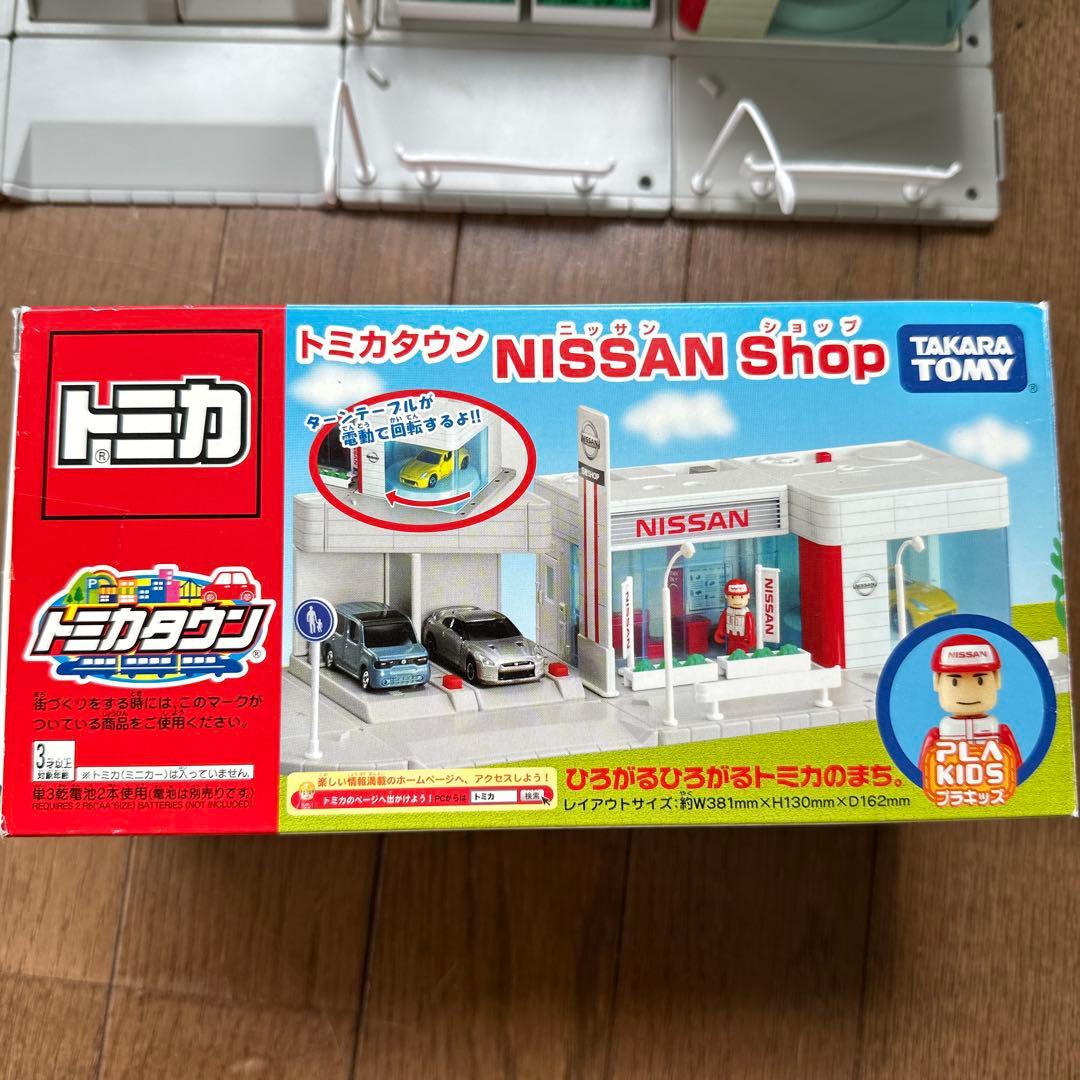 トミカ®
トミカタウン®
街づくりをする時には、このマークが
ついている商品をご使用ください。
3才以上
対象年齢
※トミカ(ミニカー)は入っていません。
単3乾電池2本使用(電池は別売りです。)
REQUIRES 2 R6("AA"SIZE) BATTERIES (NOT INCLUDED).
ニッサン ショップ
トミカタウン NISSAN Shop
TAKARA
TOMY®
ターンテーブルが
電動で回転するよ!!
NISSAN
NISSAN
NISSAN
NISSAN
NISSAN
PLA
KIDS
プラキッズ
楽しい情報満載のホームページへ、アクセスしよう!
トミカのページへ出かけよう! PCからは トミカ 検索
ひろがるひろがるトミカのまち。
レイアウトサイズ:約W381mm×H130mm×D162mm